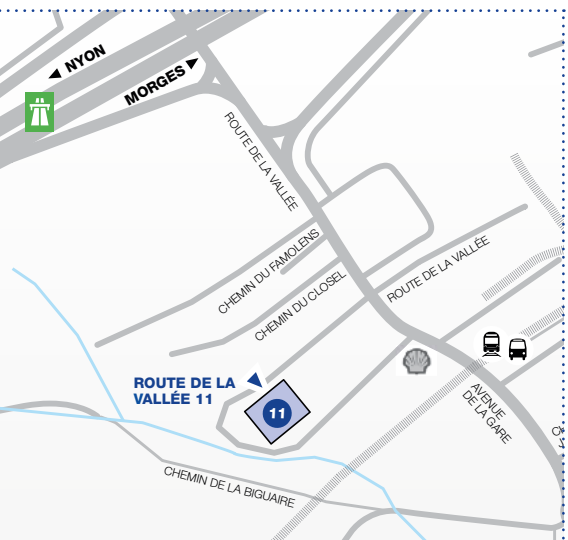 NYON
MORGES
ROUTE DE LA VALLÉE
CHEMIN DU FAMOLENS
CHEMIN DU CLOSEL
ROUTE DE LA VALLÉE
ROUTE DE LA
VALLÉE 11
11
AVENUE
DE LA GARE
CHEMIN DE LA BIGUAIRE